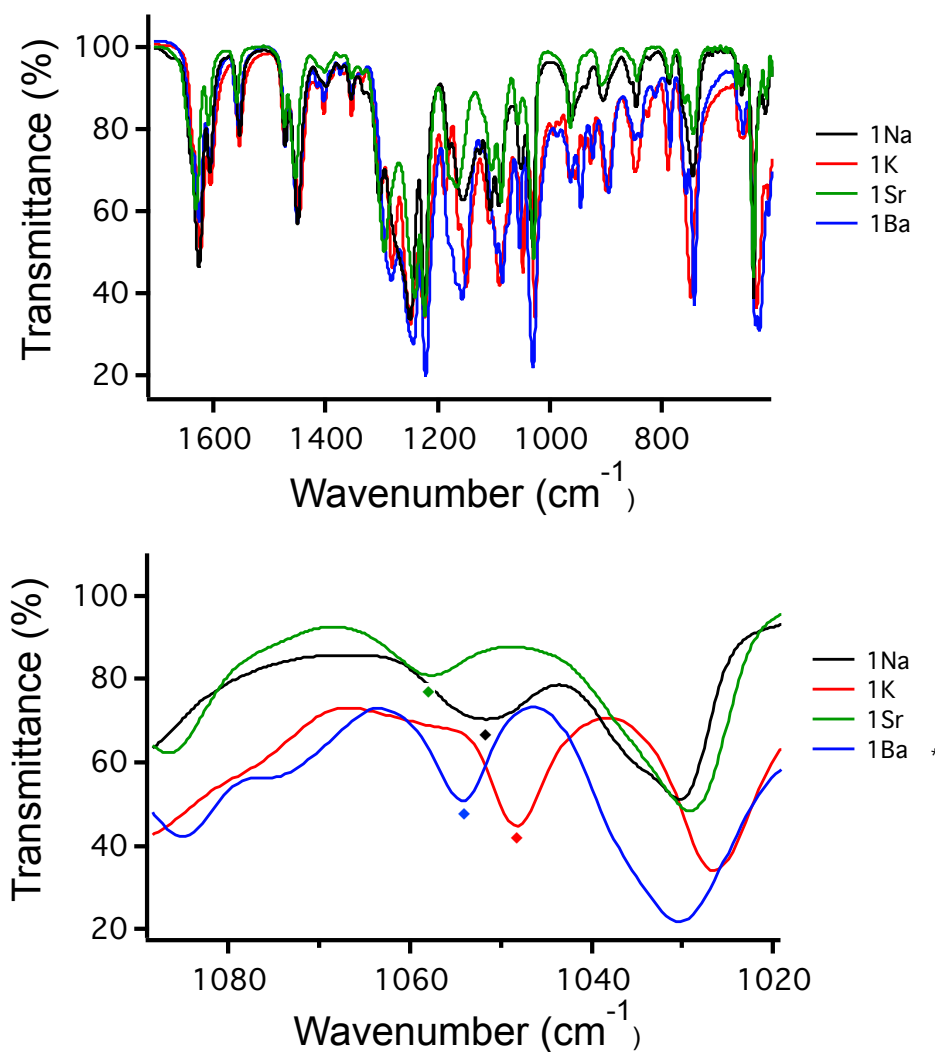 Transmittance (%)
100
80
60
40
20
1600
1400
1200
1000
800
Wavenumber (cm-1)
1Na
1K
1Sr
1Ba
Transmittance (%)
100
80
60
40
20
1080
1060
1040
1020
Wavenumber (cm-1)
1Na
1K
1Sr
1Ba *